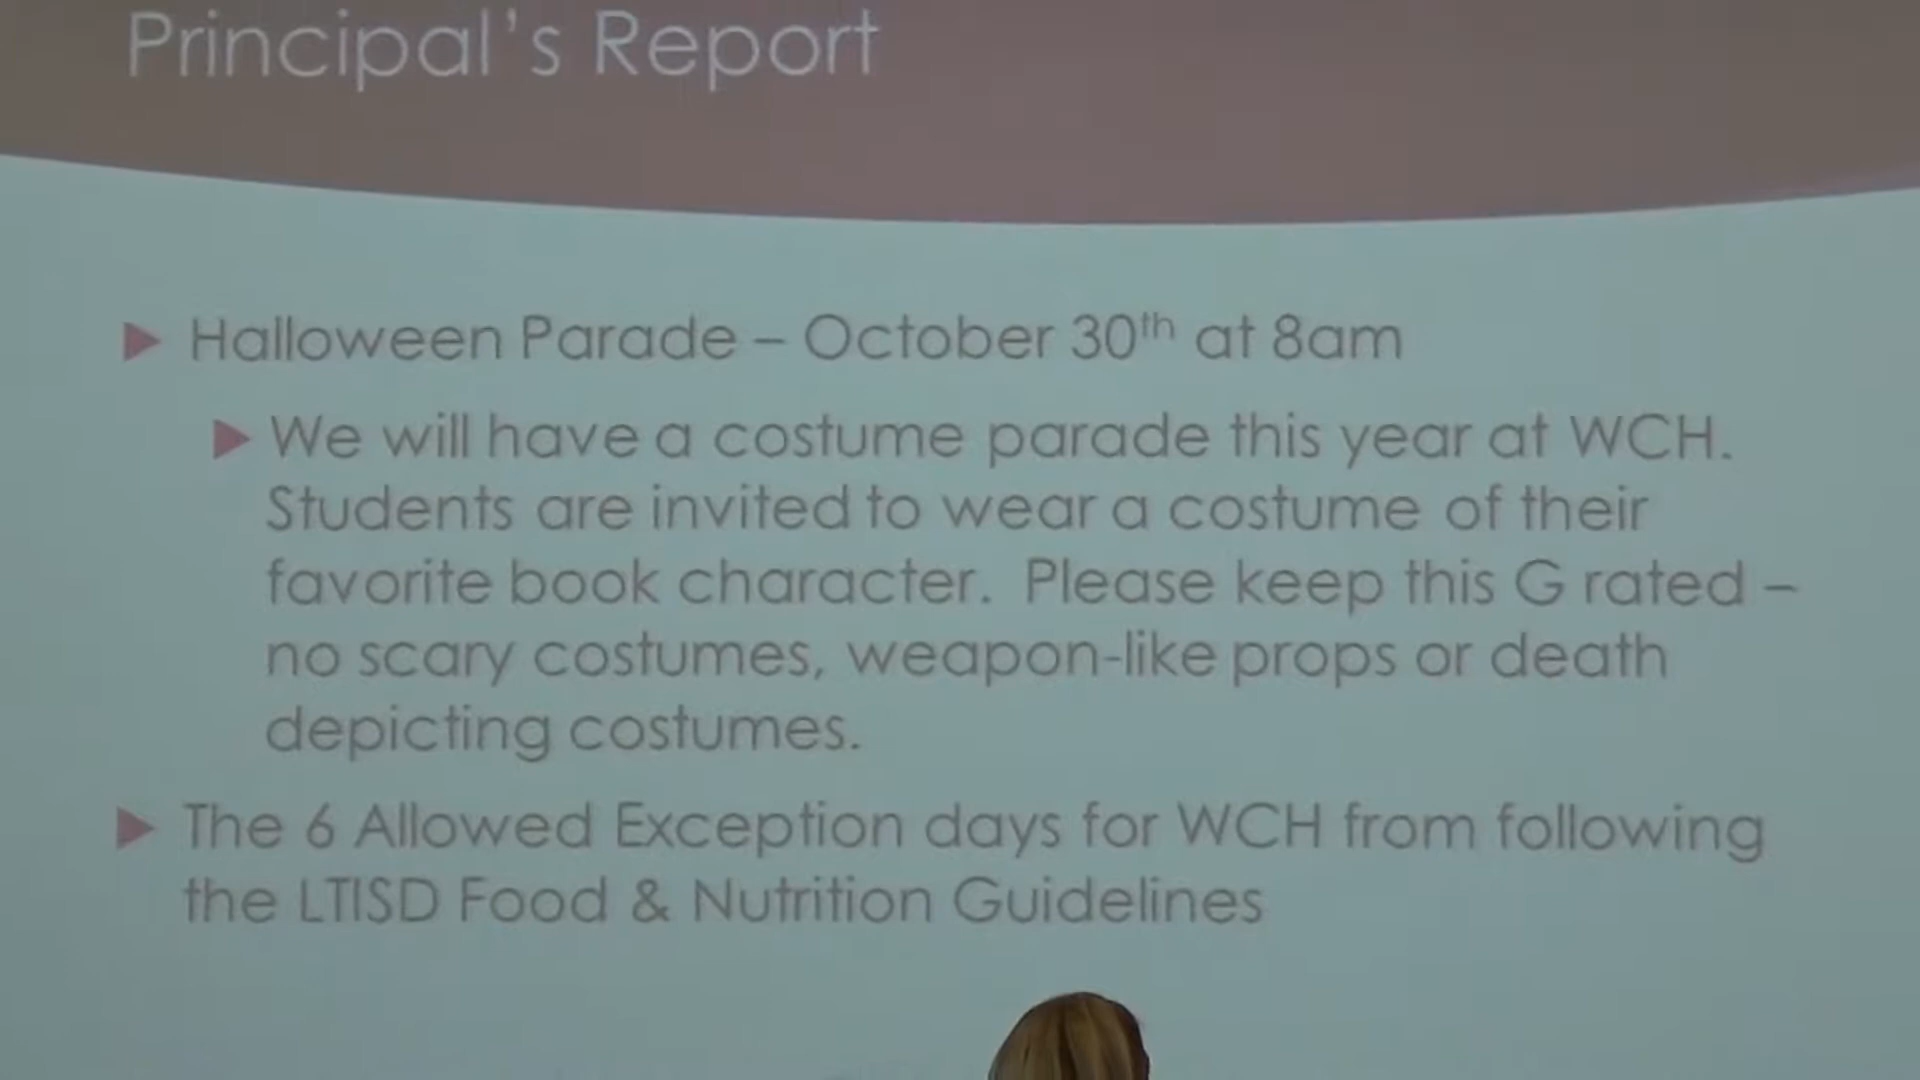 Principal's Report
Halloween Parade – October 30th at 8am
We will have a costume parade this year at WCH.
Students are invited to wear a costume of their
favorite book character.  Please keep this G rated –
no scary costumes, weapon-like props or death
depicting costumes.
The 6 Allowed Exception days for WCH from following
the LTISD Food & Nutrition Guidelines